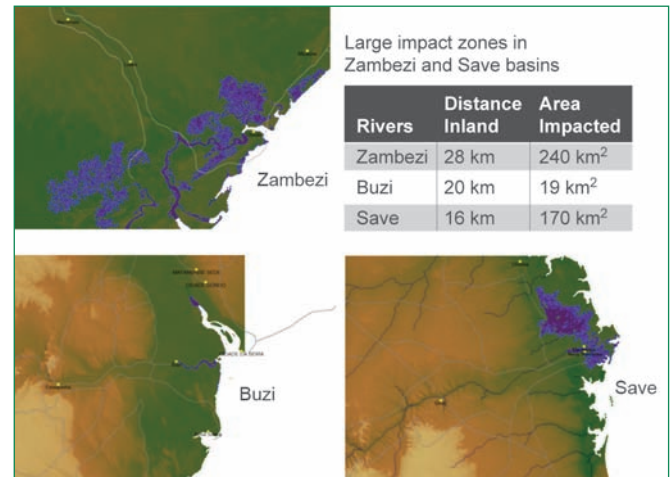 Large impact zones in
Zambezi and Save basins
Rivers Distance Inland Area Impacted
Zambezi 28 km 240 km²
Buzi 20 km 19 km²
Save 16 km 170 km²
Zambezi
Buzi
Save